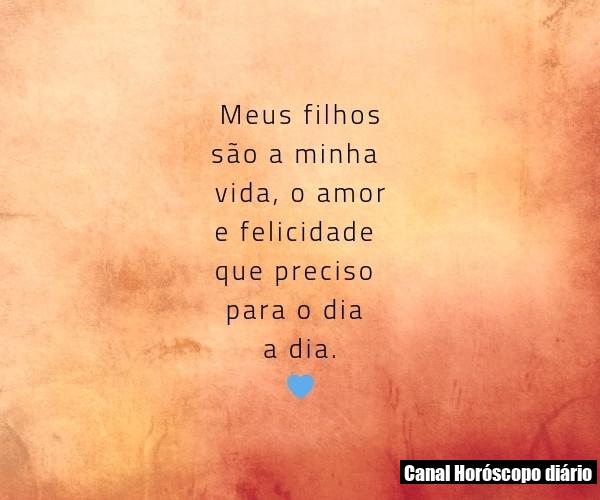 Meus filhos
são a minha
vida, o amor
e felicidade
que preciso
para o dia
a dia.
Canal Horóscopo diário